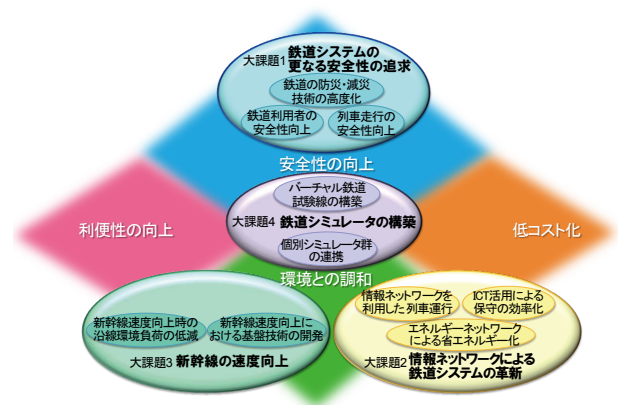 大課題1 鉄道システムの
更なる安全性の追求
鉄道の防災・減災
技術の高度化
鉄道利用者の
安全性向上
列車走行の
安全性向上
安全性の向上
バーチャル鉄道
試験線の構築
大課題4 鉄道シミュレータの構築
個別シミュレータ群
の連携
利便性の向上
低コスト化
環境との調和
新幹線速度向上時の
沿線環境負荷の低減
新幹線速度向上に
おける基盤技術の開発
大課題3 新幹線の速度向上
情報ネットワークを
利用した列車運行
ICT活用による
保守の効率化
エネルギーネットワーク
による省エネルギー化
大課題2 情報ネットワークによる
鉄道システムの革新